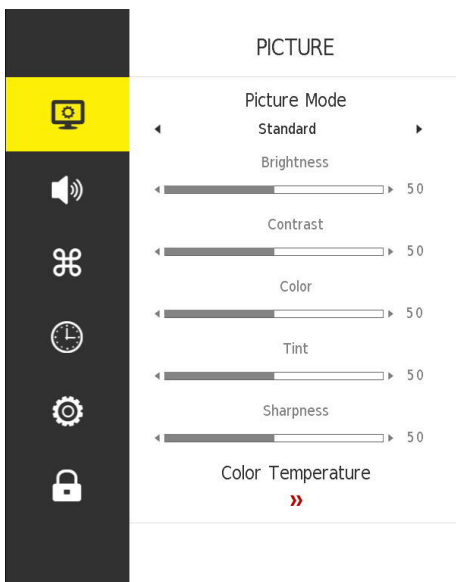 PICTURE
Picture Mode
Standard
Brightness
50
Contrast
50
Color
50
Tint
50
Sharpness
50
Color Temperature